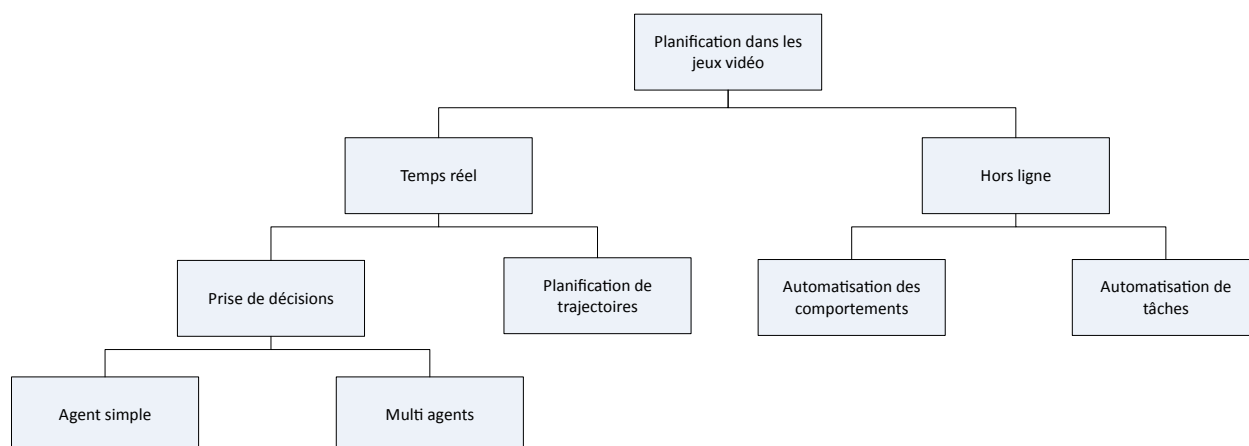 Planification dans les
jeux vidéo
Temps réel
Hors ligne
Prise de décisions
Planification de
trajectoires
Automatisation des
comportements
Automatisation de
tâches
Agent simple
Multi agents